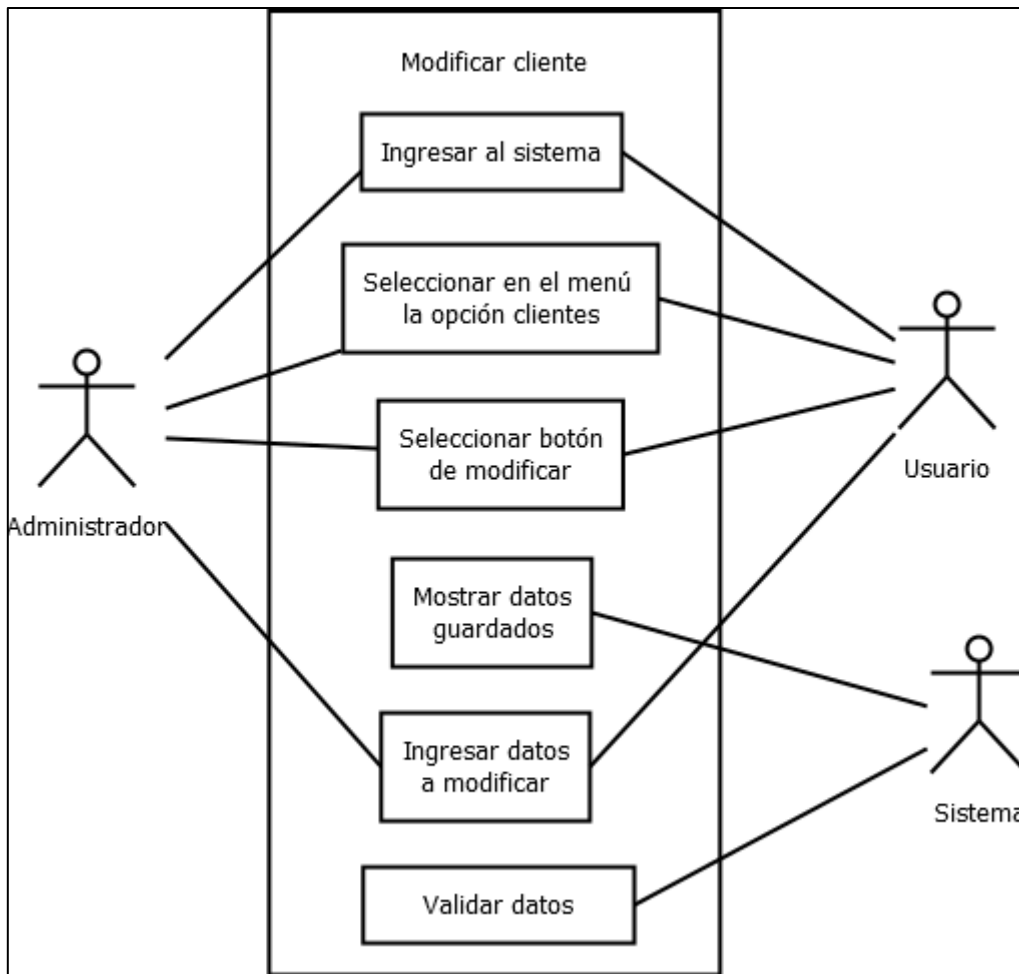 Modificar cliente
Ingresar al sistema
Seleccionar en el menú
la opción clientes
Seleccionar botón
de modificar
Mostrar datos
guardados
Ingresar datos
a modificar
Validar datos
Administrador
Usuario
Sistema